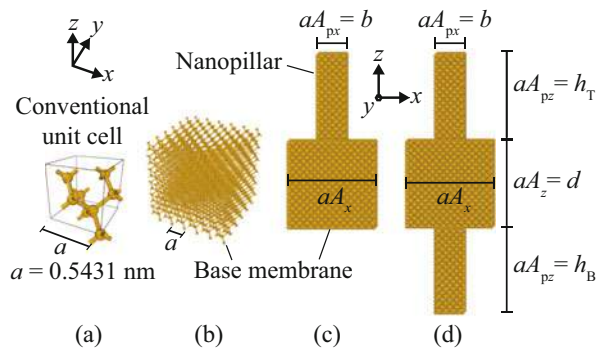 z
y
x
Conventional
unit cell
a
a = 0.5431 nm
(a)
a
(b)
Nanopillar
Base membrane
aA_px = b
aA_x
(c)
z
y
x
aA_px = b
aA_x
(d)
aA_pz = h_T
aA_z = d
aA_pz = h_B